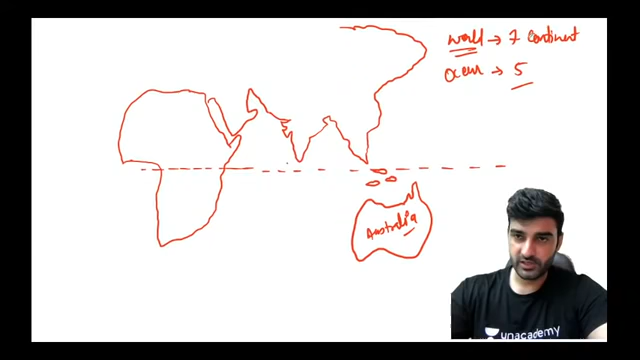 world → 7 Continent
Ocean → 5
Australia
unacademy